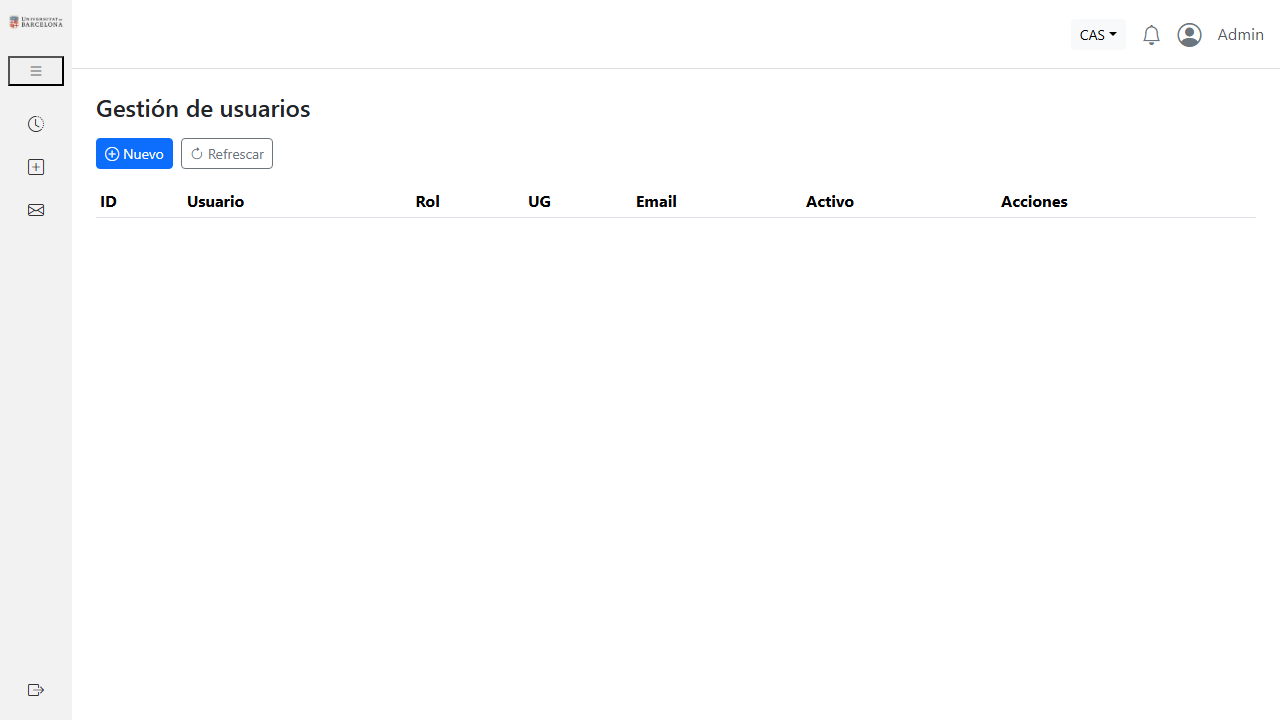 UNIVERSITAT DE
BARCELONA
CAS
Admin
Gestión de usuarios
Nuevo
Refrescar
ID Usuario Rol UG Email Activo Acciones